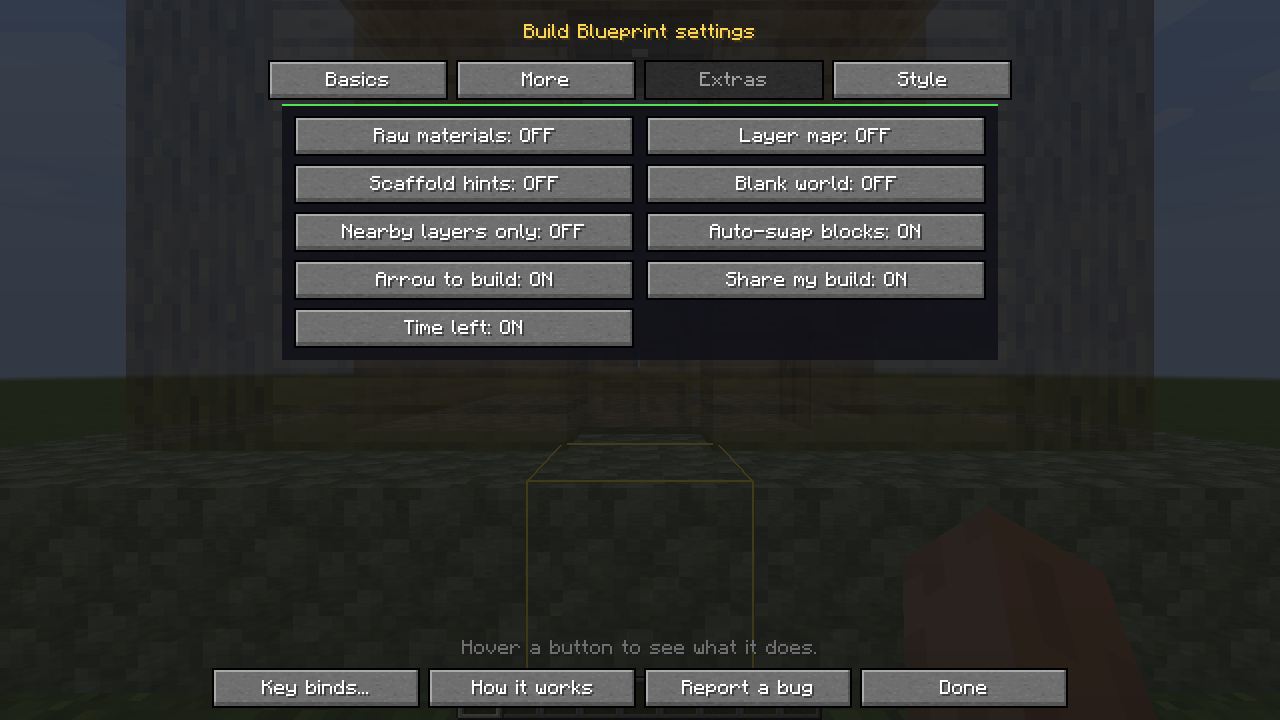 Build Blueprint settings
Basics
More
Extras
Style
Raw materials: OFF
Layer map: OFF
Scaffold hints: OFF
Blank world: OFF
Nearby layers only: OFF
Auto-swap blocks: ON
Arrow to build: ON
Share my build: ON
Time left: ON
Hover a button to see what it does.
Key binds...
How it works
Report a bug
Done